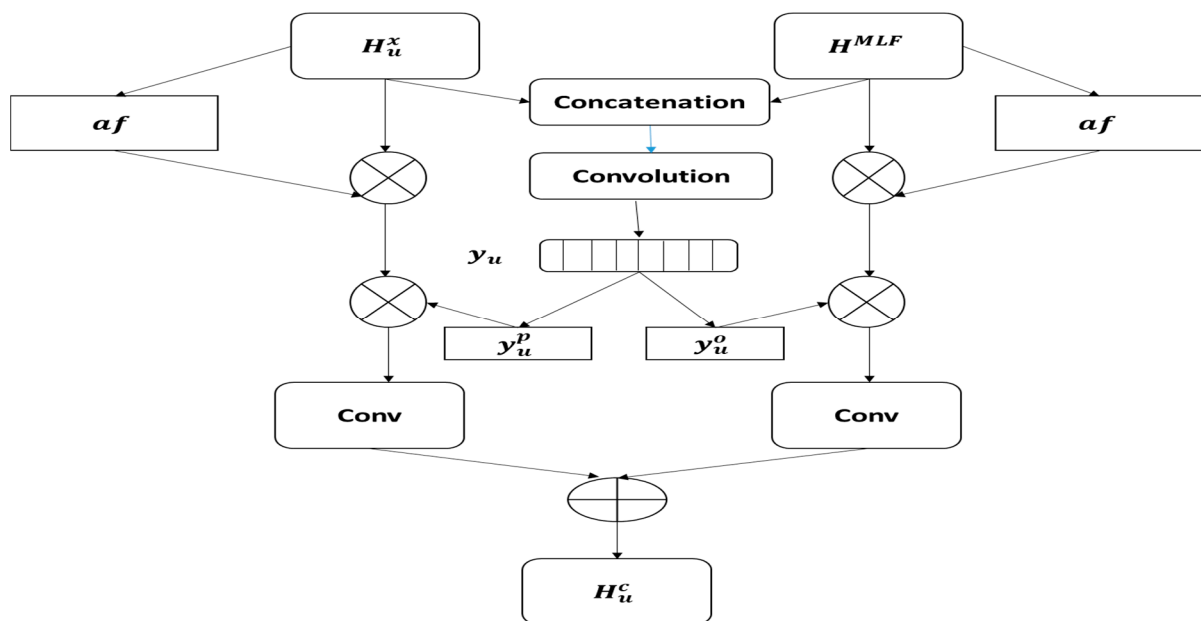 H_u^x
H^{MLF}
af
Concatenation
af
Convolution
y_u
y_u^p
y_u^o
Conv
Conv
H_u^c